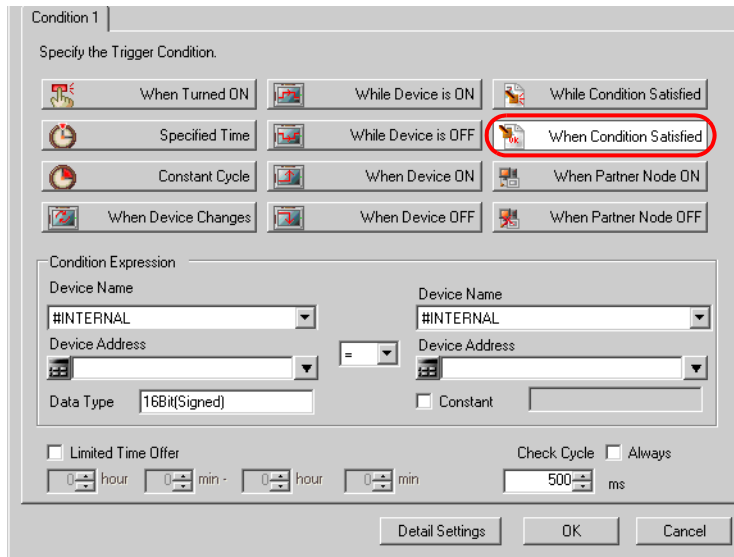 Condition 1
Specify the Trigger Condition.
When Turned ON
While Device is ON
While Condition Satisfied
Specified Time
While Device is OFF
OK
When Condition Satisfied
Constant Cycle
When Device ON
When Partner Node ON
When Device Changes
When Device OFF
When Partner Node OFF
Condition Expression
Device Name
Device Name
#INTERNAL
#INTERNAL
Device Address
=
Device Address
Data Type 16Bit(Signed)
Constant
Limited Time Offer
Check Cycle Always
0 hour 0 min - 0 hour 0 min
500 ms
Detail Settings OK Cancel